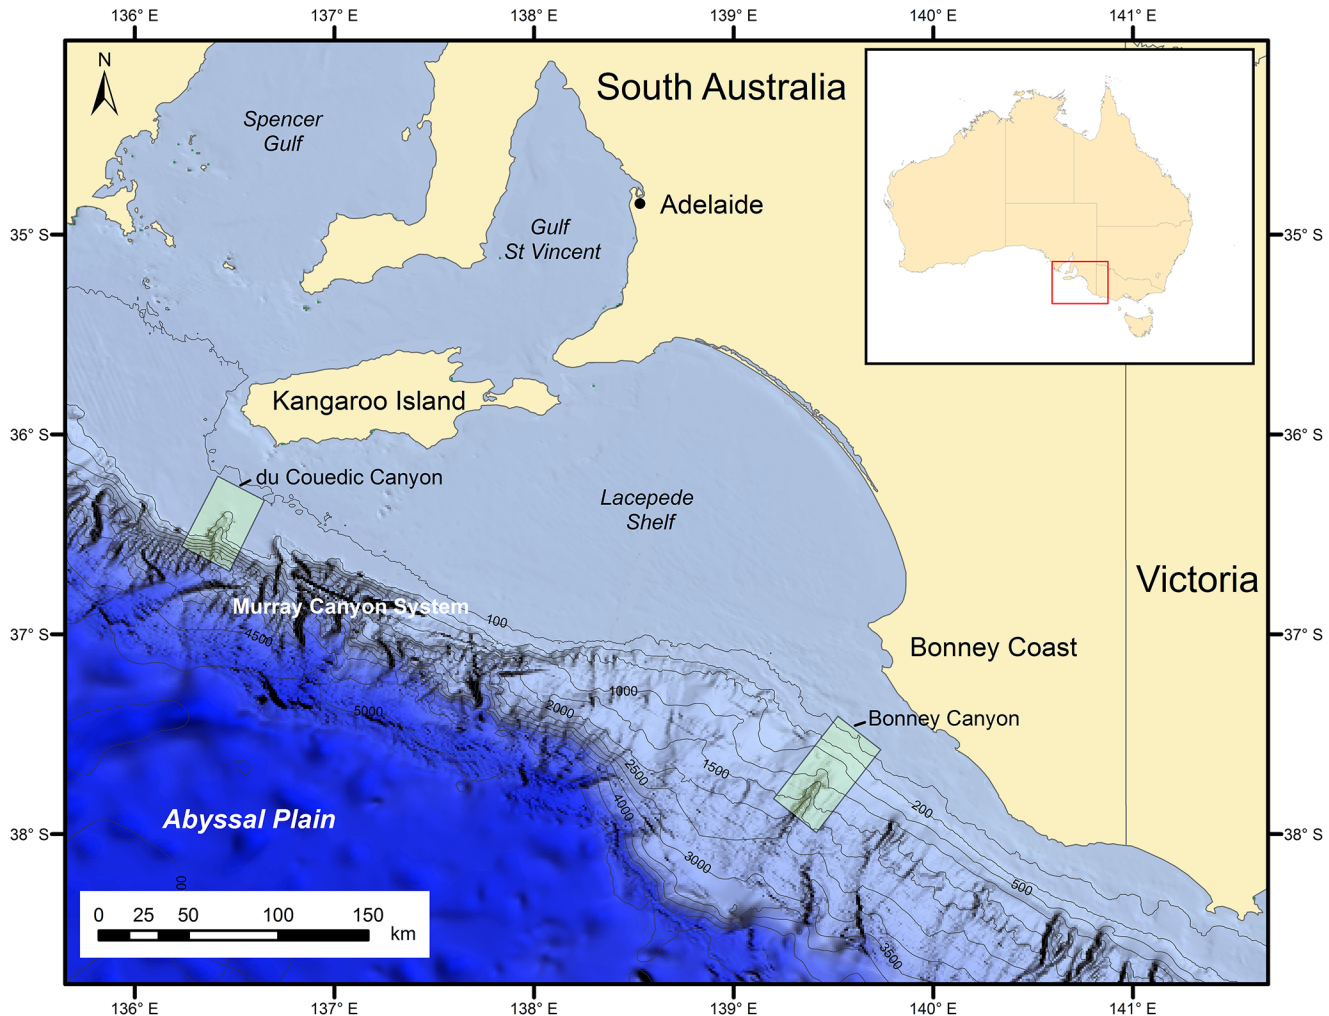 136° E
137° E
138° E
139° E
140° E
141° E
N
South Australia
Spencer
Gulf
Adelaide
Gulf
St Vincent
35° S
35° S
Kangaroo Island
36° S
36° S
du Couedic Canyon
Lacepede
Shelf
Victoria
Murray Canyon System
100
4500
37° S
37° S
Bonney Coast
1000
2000
5000
Bonney Canyon
1500
2500
4000
200
Abyssal Plain
38° S
38° S
3000
500
0
25
50
100
150
km
3500
136° E
137° E
138° E
139° E
140° E
141° E